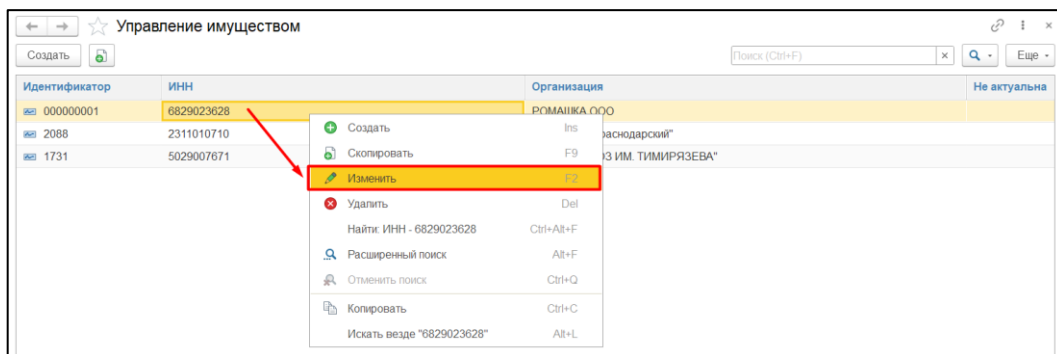 Управление имуществом
Создать
Поиск (Ctrl+F)
Еще
Идентификатор ИНН Организация Не актуальна
000000001 6829023628 РОМАШКА ООО
2088 2311010710 раснодарский"
1731 5029007671 ОЗ ИМ. ТИМИРЯЗЕВА"
Создать Ins
Скопировать F9
Изменить F2
Удалить Del
Найти: ИНН - 6829023628 Ctrl+Alt+F
Расширенный поиск Alt+F
Отменить поиск Ctrl+Q
Копировать Ctrl+C
Искать везде "6829023628" Alt+L